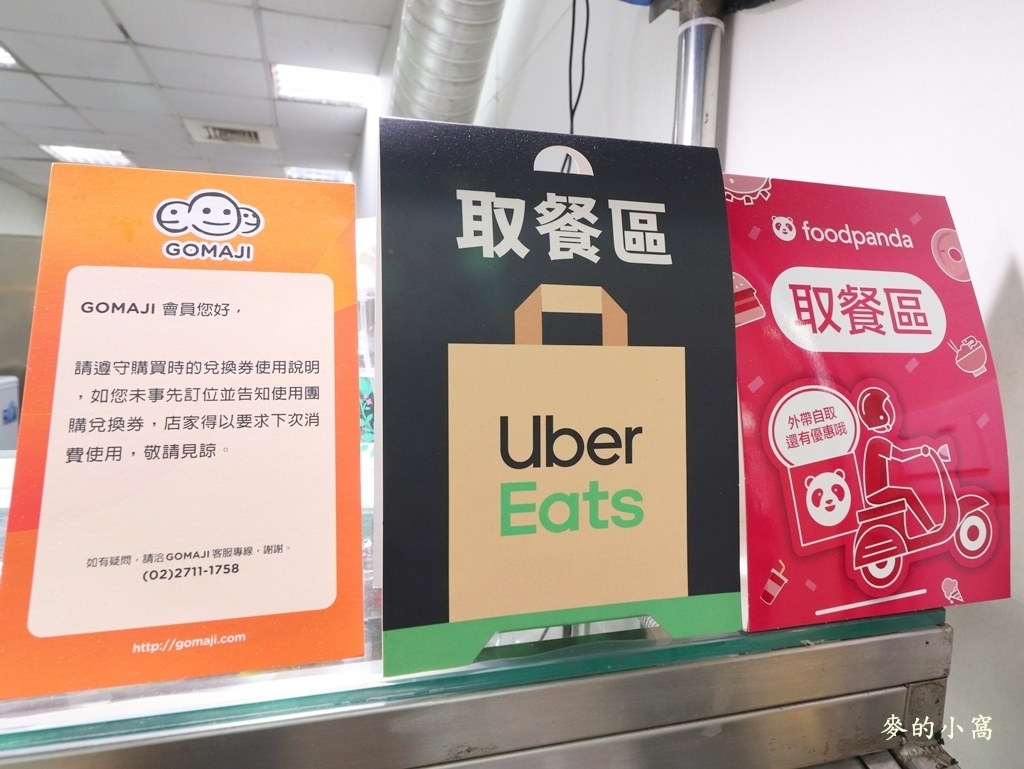 GOMAJI
GOMAJI 會員您好，
請遵守購買時的兌換券使用說明
，如您未事先訂位並告知使用團
購兌換券，店家得以要求下次消
費使用，敬請見諒。
如有疑問，請洽GOMAJI客服專線，謝謝。
(02)2711-1758
http://gomaji.com
取餐區
Uber
Eats
foodpanda
取餐區
外帶自取
還有優惠哦
麥的小窩